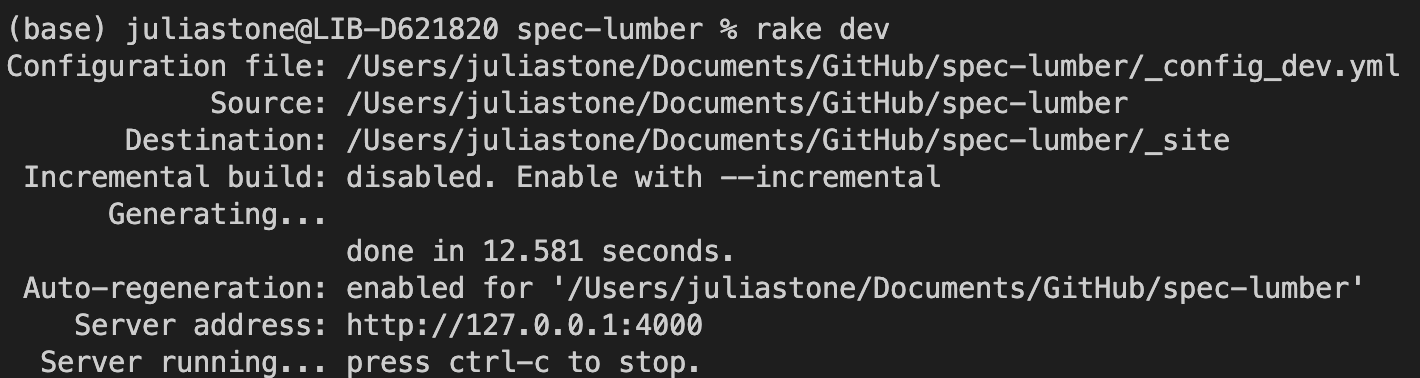 (base) juliastone@LIB-D621820 spec-lumber % rake dev
Configuration file: /Users/juliastone/Documents/GitHub/spec-lumber/_config_dev.yml
Source: /Users/juliastone/Documents/GitHub/spec-lumber
Destination: /Users/juliastone/Documents/GitHub/spec-lumber/_site
Incremental build: disabled. Enable with --incremental
Generating...
done in 12.581 seconds.
Auto-regeneration: enabled for '/Users/juliastone/Documents/GitHub/spec-lumber'
Server address: http://127.0.0.1:4000
Server running... press ctrl-c to stop.